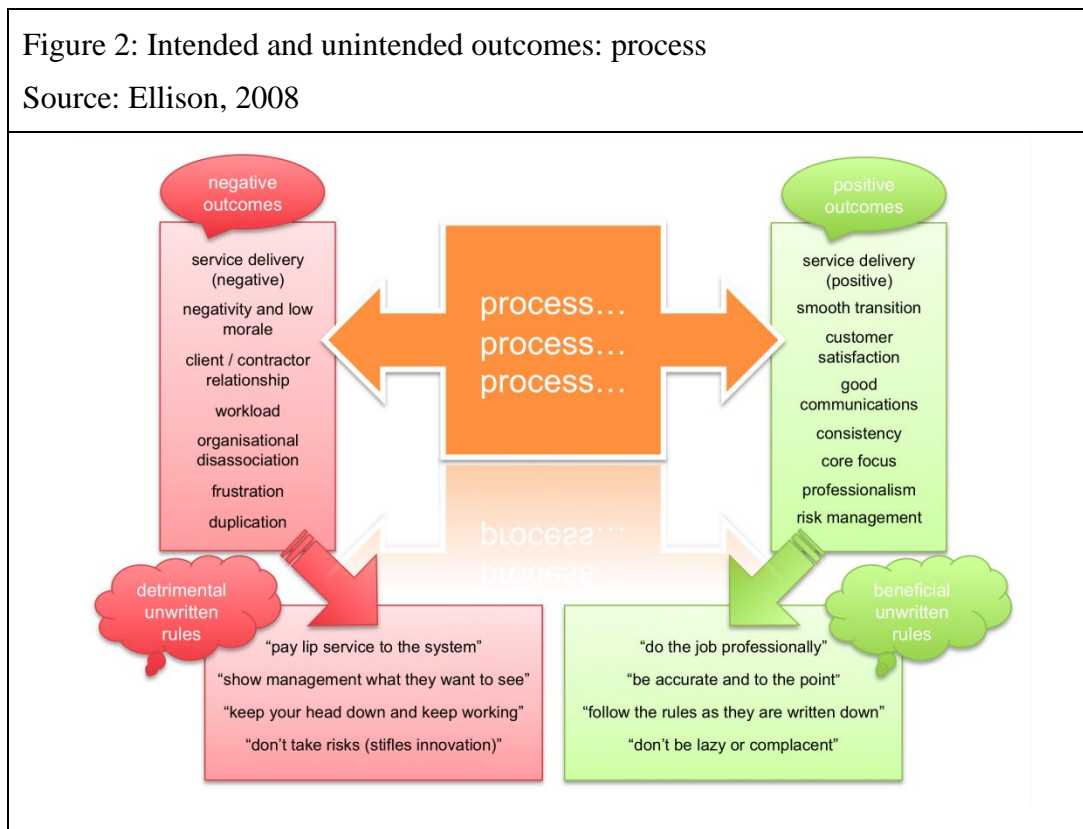 Figure 2: Intended and unintended outcomes: process
Source: Ellison, 2008
negative
outcomes
service delivery
(negative)
negativity and low
morale
client / contractor
relationship
workload
organisational
disassociation
frustration
duplication
process…
process…
process…
process…
process…
positive
outcomes
service delivery
(positive)
smooth transition
customer
satisfaction
good
communications
consistency
core focus
professionalism
risk management
detrimental
unwritten
rules
“pay lip service to the system”
“show management what they want to see”
“keep your head down and keep working”
“don’t take risks (stifles innovation)”
beneficial
unwritten
rules
“do the job professionally”
“be accurate and to the point”
“follow the rules as they are written down”
“don’t be lazy or complacent”